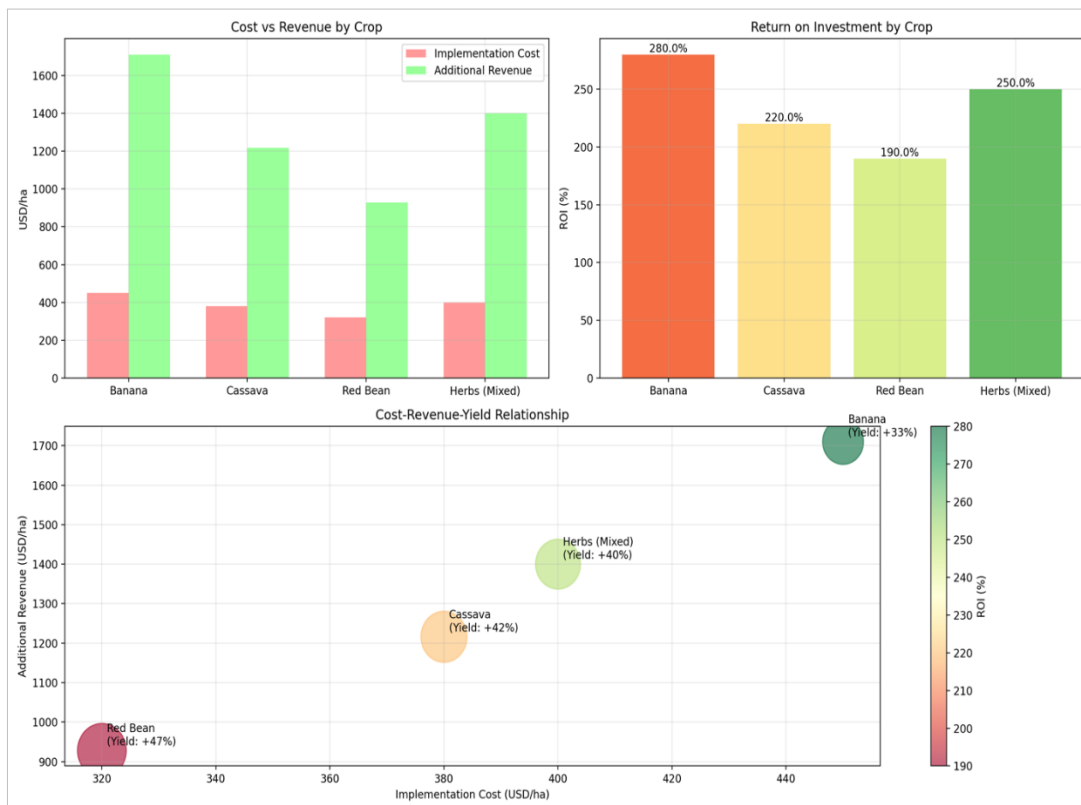 Cost vs Revenue by Crop
Implementation Cost
Additional Revenue
USD/ha
1600
1400
1200
1000
800
600
400
200
0
Banana
Cassava
Red Bean
Herbs (Mixed)
Return on Investment by Crop
280.0%
220.0%
190.0%
250.0%
ROI (%)
250
200
150
100
50
0
Banana
Cassava
Red Bean
Herbs (Mixed)
Cost-Revenue-Yield Relationship
Banana
(Yield: +33%)
Herbs (Mixed)
(Yield: +40%)
Cassava
(Yield: +42%)
Red Bean
(Yield: +47%)
Additional Revenue (USD/ha)
1700
1600
1500
1400
1300
1200
1100
1000
900
320
340
360
380
400
420
440
Implementation Cost (USD/ha)
280
270
260
250
240
230
220
210
200
190
ROI (%)